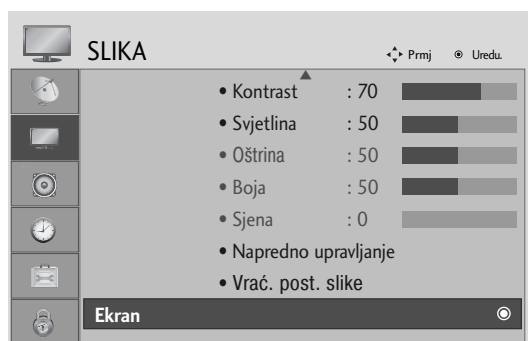 SLIKA Prmj Uredu.
• Kontrast : 70
• Svjetlina : 50
• Oštrina : 50
• Boja : 50
• Sjena : 0
• Napredno upravljanje
• Vrać. post. slike
Ekran